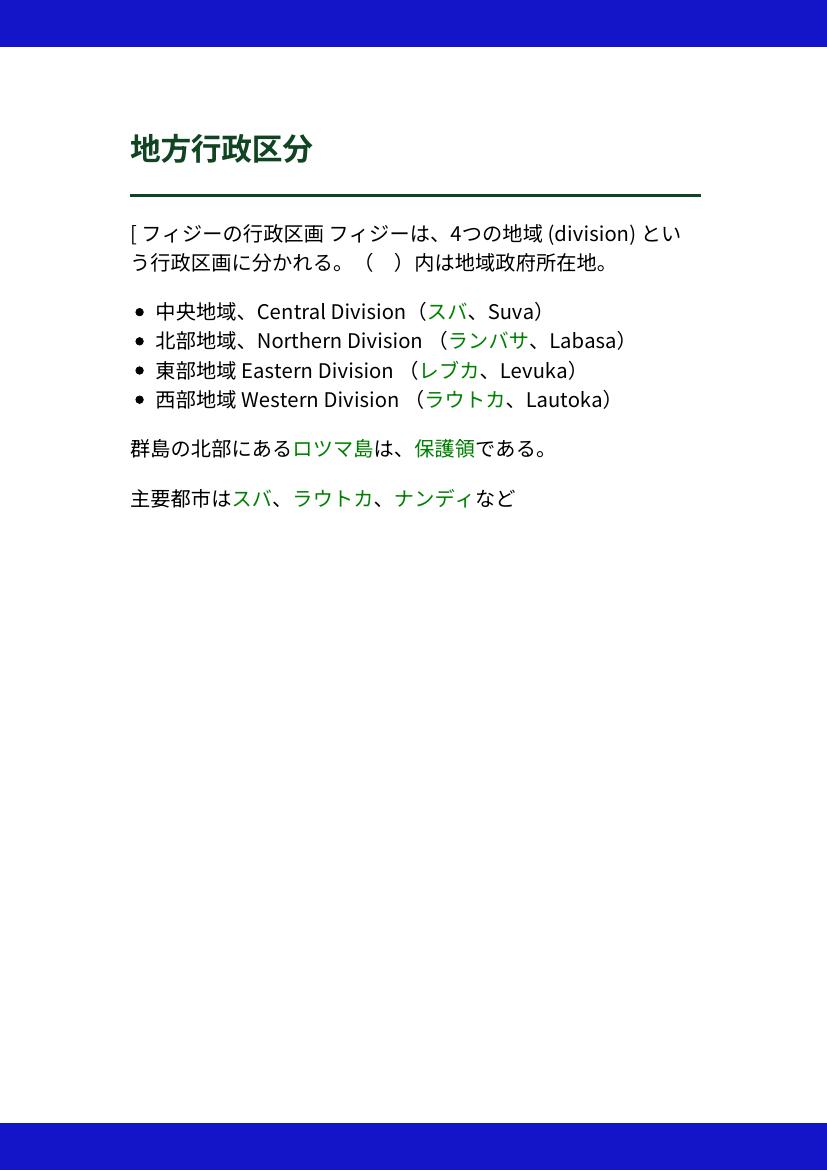 地方行政区分
[ フィジーの行政区画 フィジーは、4つの地域 (division) とい
う行政区画に分かれる。（　）内は地域政府所在地。
• 中央地域、Central Division（スバ、Suva）
• 北部地域、Northern Division （ランバサ、Labasa）
• 東部地域 Eastern Division （レブカ、Levuka）
• 西部地域 Western Division （ラウトカ、Lautoka）
群島の北部にあるロツマ島は、保護領である。
主要都市はスバ、ラウトカ、ナンディなど